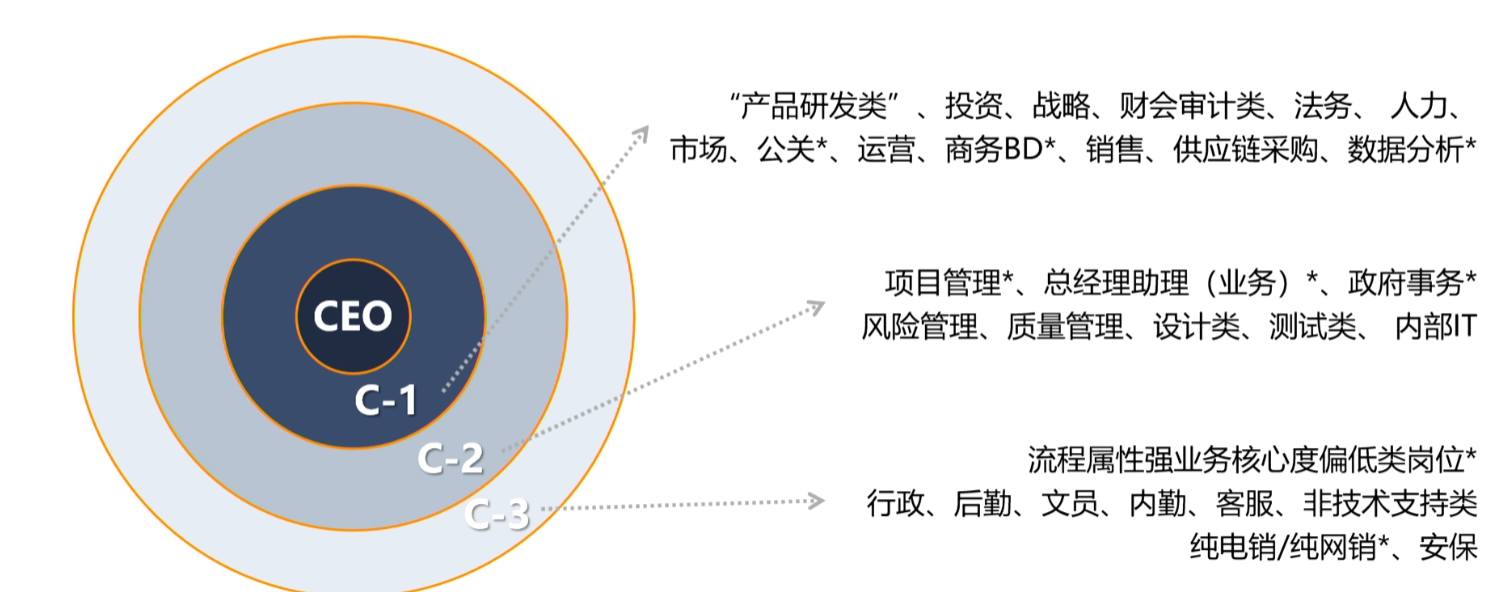 CEO
C-1
C-2
C-3
“产品研发类”、投资、战略、财会审计类、法务、 人力、
市场、公关*、运营、商务BD*、销售、供应链采购、数据分析*
项目管理*、总经理助理（业务）*、政府事务*
风险管理、质量管理、设计类、测试类、 内部IT
流程属性强业务核心度偏低类岗位*
行政、后勤、文员、内勤、客服、非技术支持类
纯电销/纯网销*、安保